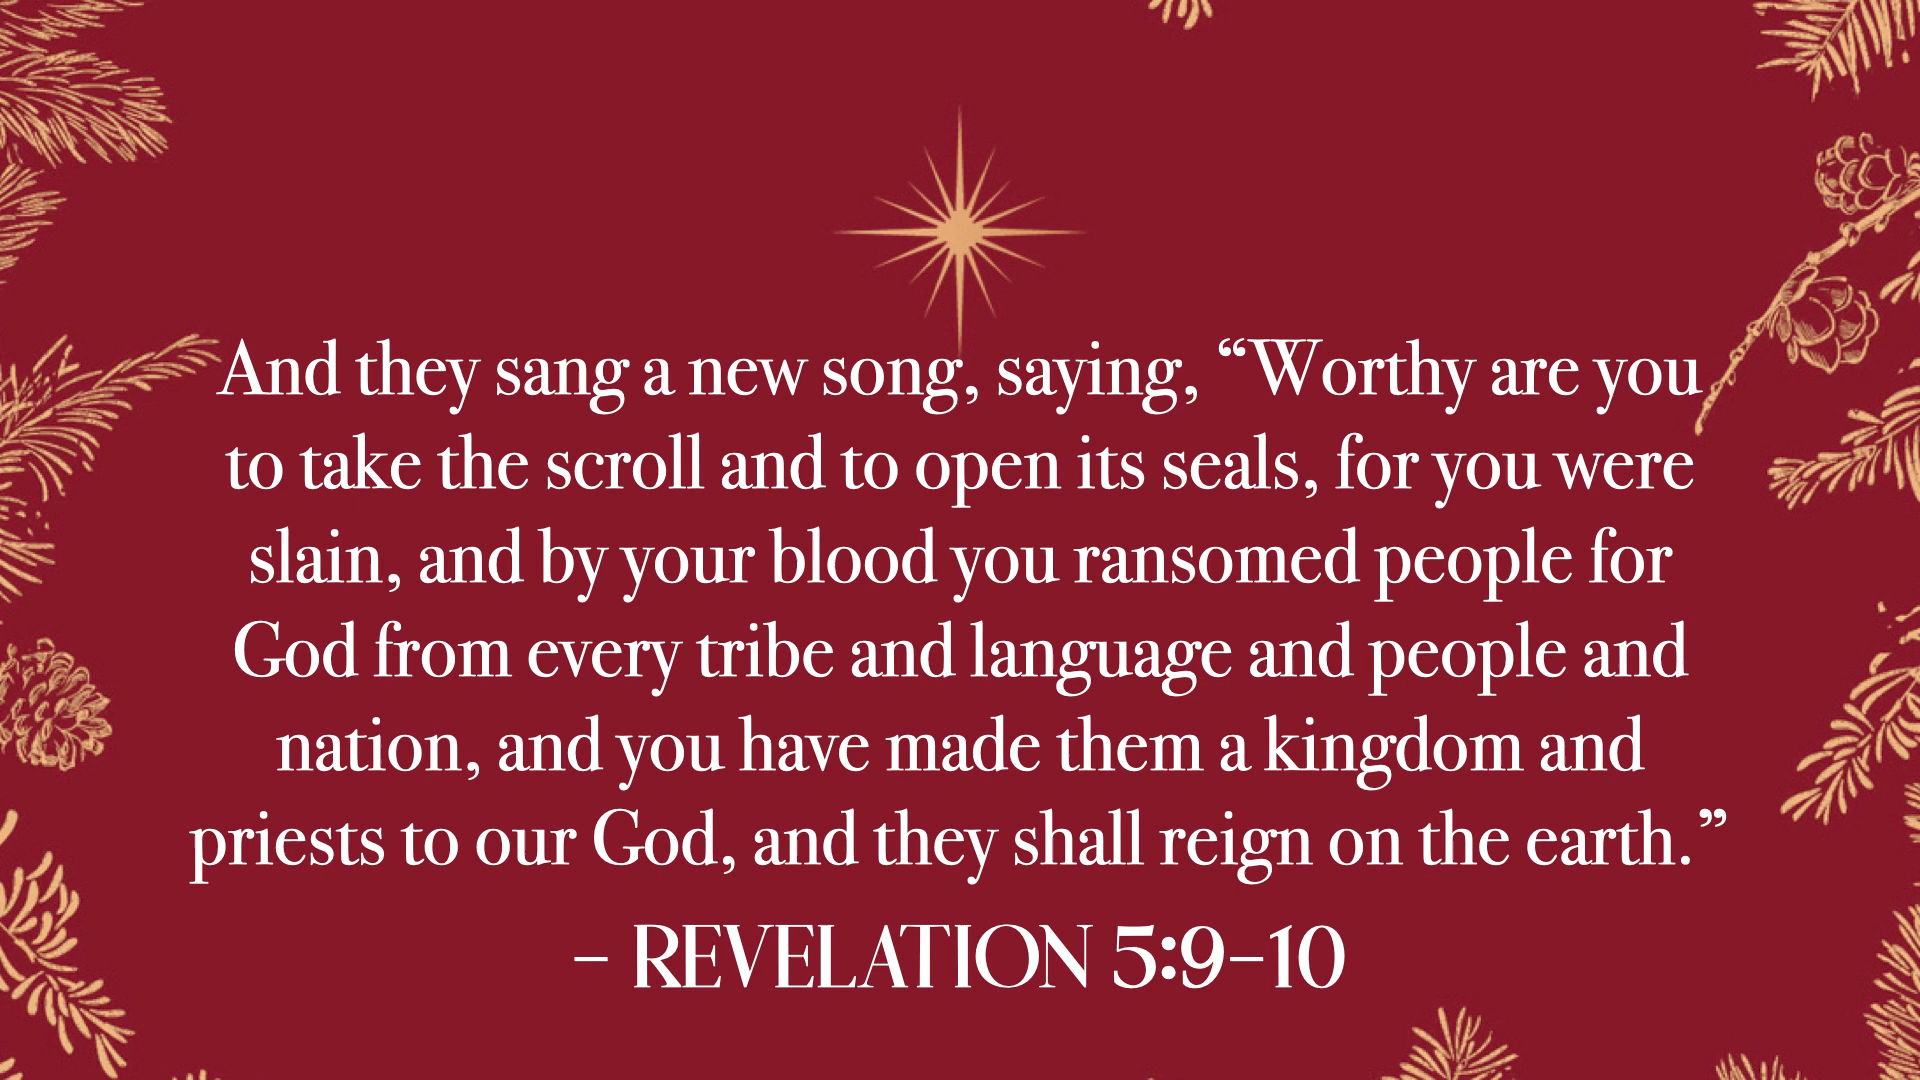 And they sang a new song, saying, “Worthy are you
to take the scroll and to open its seals, for you were
slain, and by your blood you ransomed people for
God from every tribe and language and people and
nation, and you have made them a kingdom and
priests to our God, and they shall reign on the earth.”
– REVELATION 5:9–10